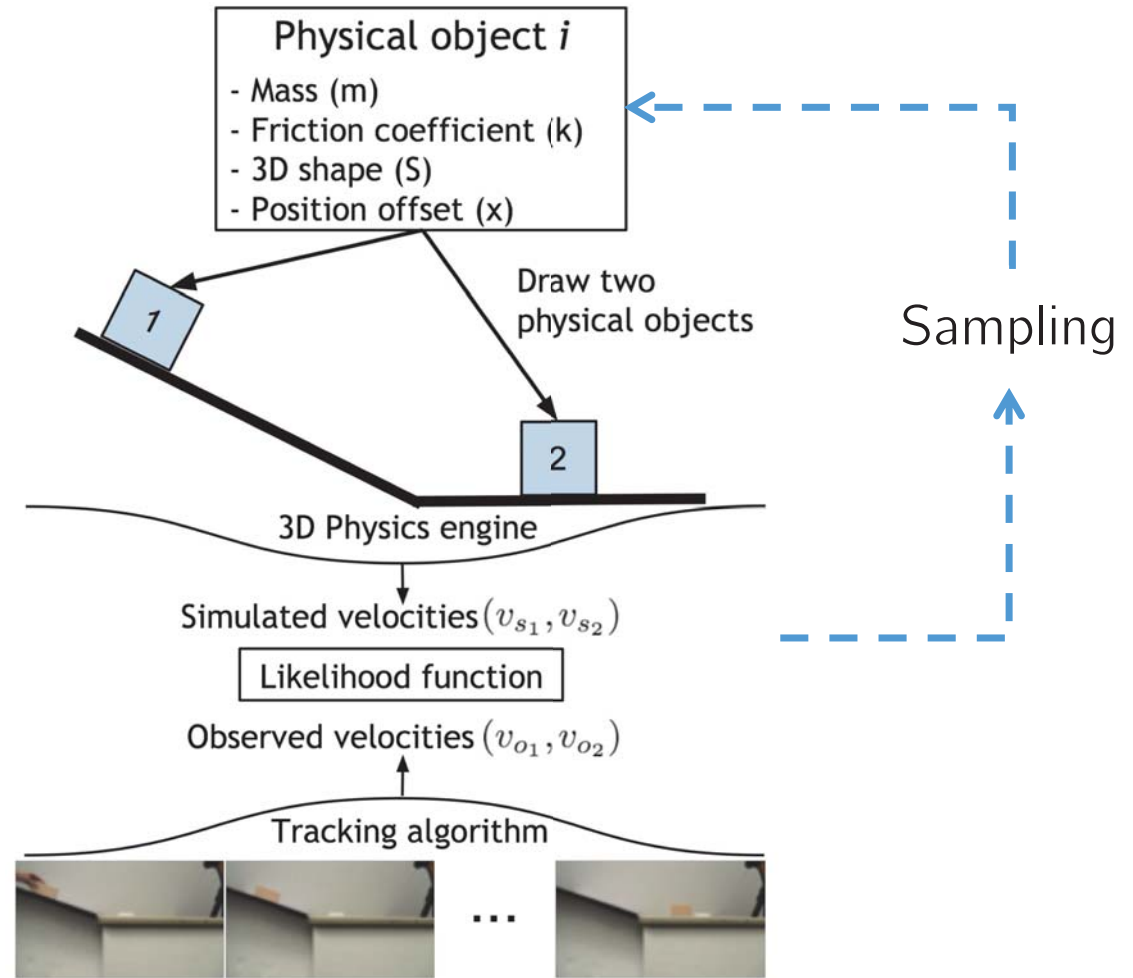 Physical object i
- Mass (m)
- Friction coefficient (k)
- 3D shape (S)
- Position offset (x)
Draw two
physical objects
Sampling
1
2
3D Physics engine
Simulated velocities (v_{s_1}, v_{s_2})
Likelihood function
Observed velocities (v_{o_1}, v_{o_2})
Tracking algorithm
...